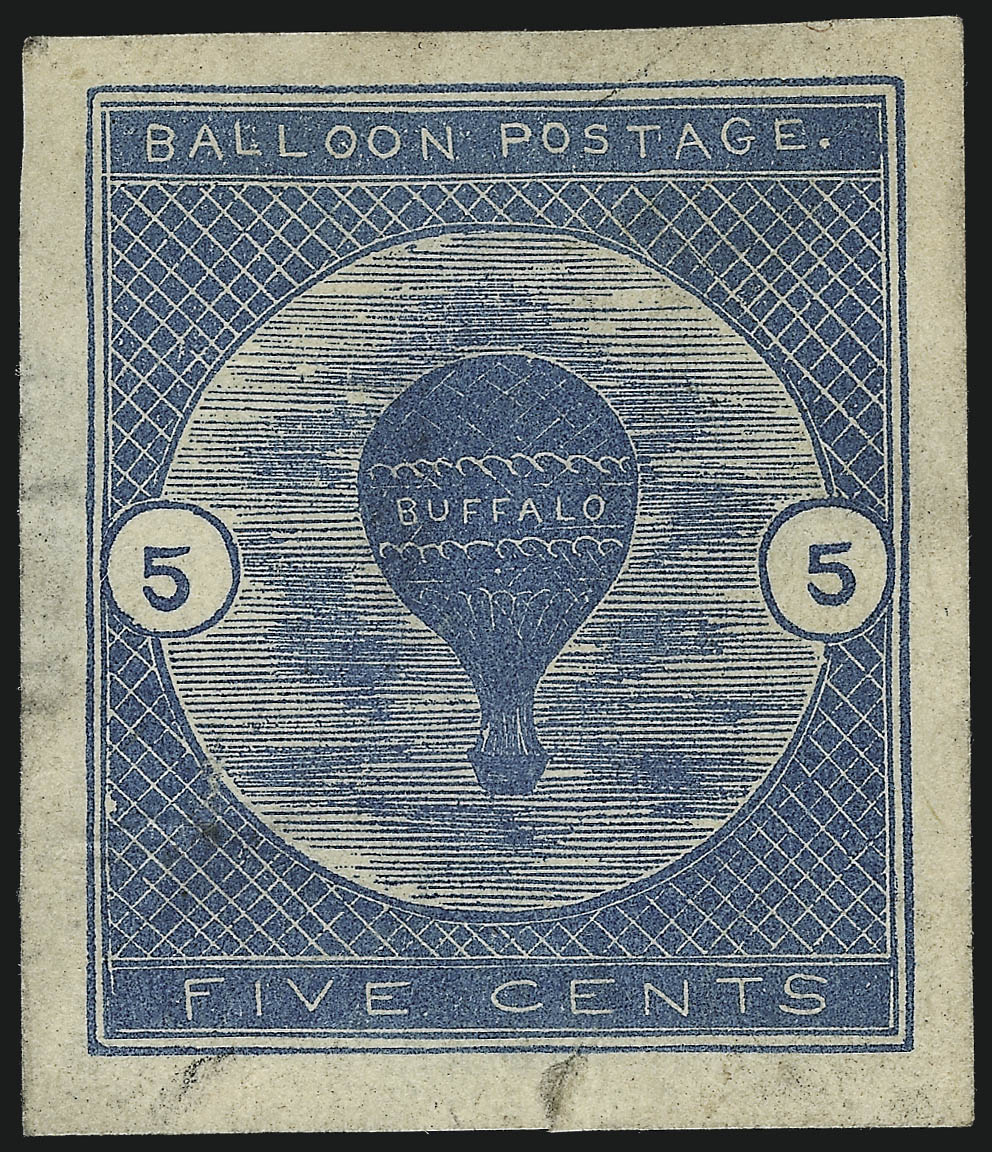 BALLOON POSTAGE.
BUFFALO
5 5
FIVE CENTS